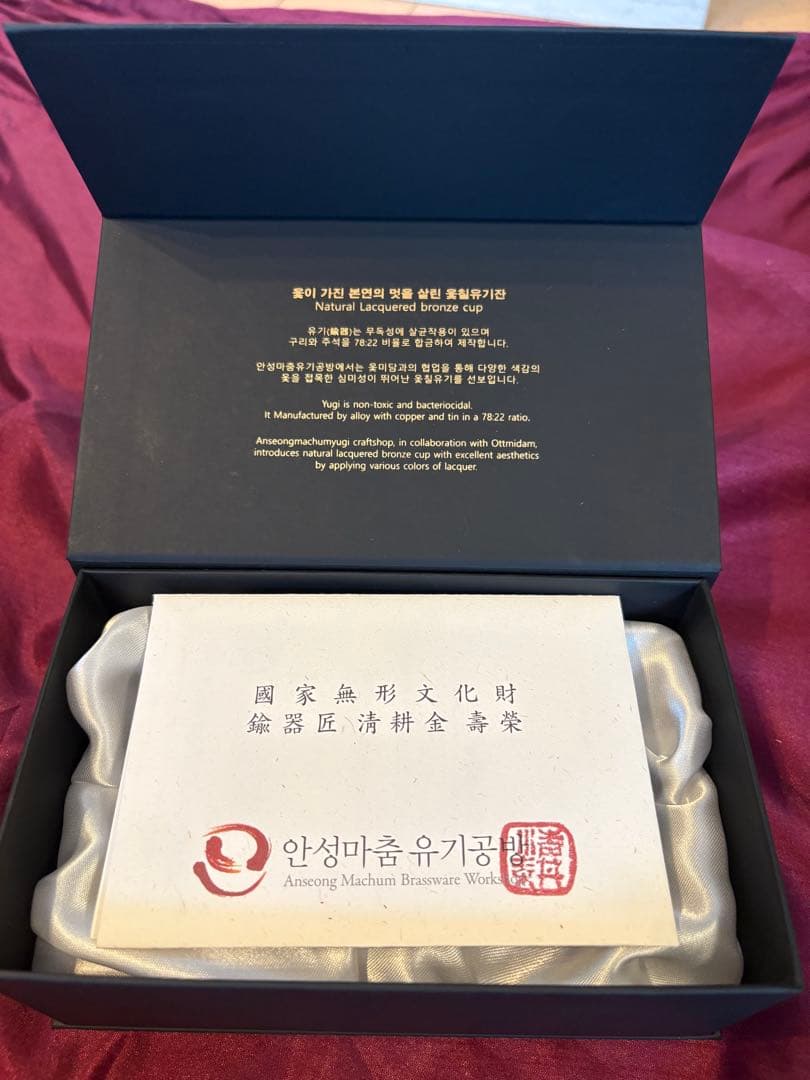 옻이 가진 본연의 멋을 살린 옻칠유기잔
Natural Lacquered bronze cup
유기(鍮器)는 무독성에 살균작용이 있으며
구리와 주석을 78:22 비율로 합금하여 제작합니다.
안성마춤유기공방에서는 옻미담과의 협업을 통해 다양한 색감의
옻을 접목한 심미성이 뛰어난 옻칠유기를 선보입니다.
Yugi is non-toxic and bacteriocidal.
It Manufactured by alloy with copper and tin in a 78:22 ratio.
Anseongmachumyugi craftshop, in collaboration with Ottmidam,
introduces natural lacquered bronze cup with excellent aesthetics
by applying various colors of lacquer.
國家無形文化財
鍮器匠 淸耕金壽榮
안성마춤 유기공방
Anseong Machum Brassware Workshop